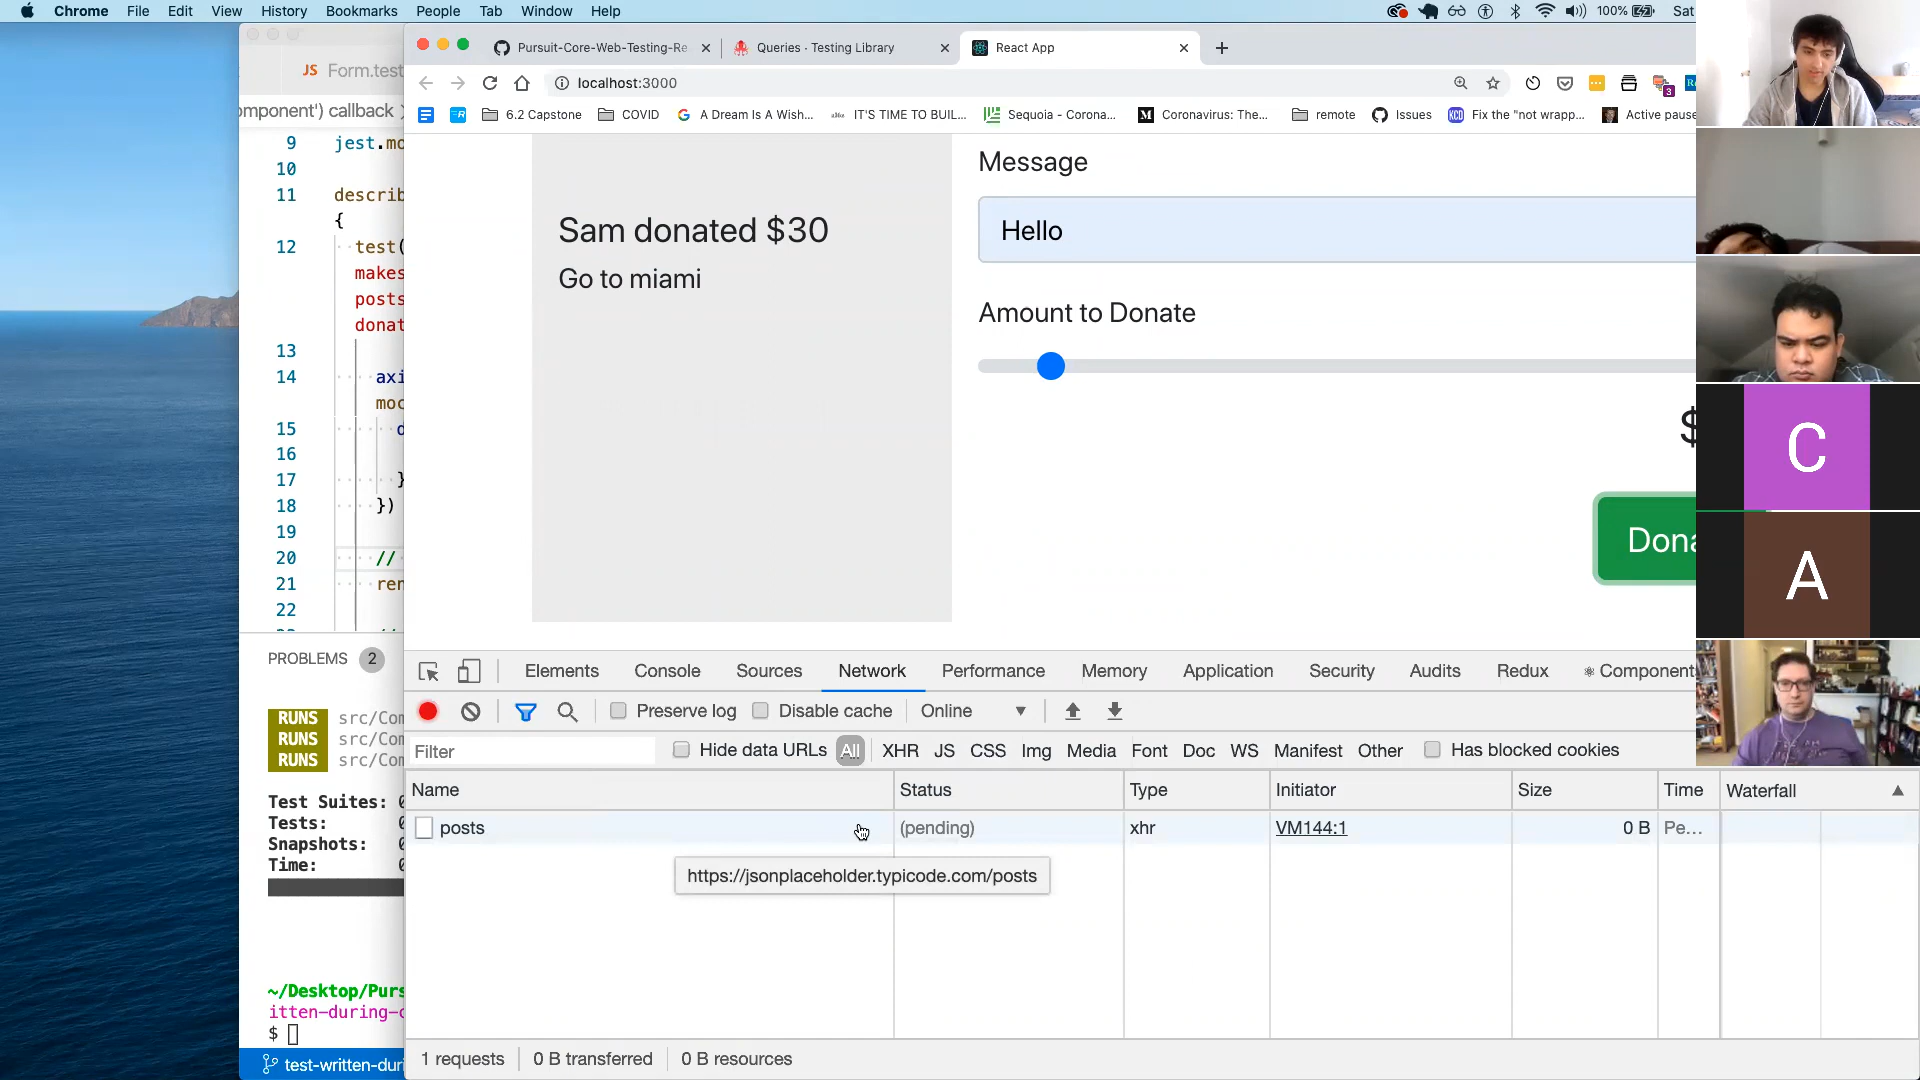 Chrome File Edit View History Bookmarks People Tab Window Help 100% Sat
Pursuit-Core-Web-Testing-Re
Queries · Testing Library
React App
JS Form.test
localhost:3000
omponent') callback
6.2 Capstone
COVID
A Dream Is A Wish...
IT'S TIME TO BUIL...
Sequoia - Corona...
Coronavirus: The...
remote
Issues
Fix the "not wrapp...
Active pause
3
9 jest.mo
10
11 describ
{
12 test(
makes
posts
donat
13
14 axi
moc
15 d
16
17 }
18 })
19
20 //
21 ren
22
Message
Hello
Sam donated $30
Go to miami
Amount to Donate
$
Dona
C
A
PROBLEMS 2
RUNS src/Com
RUNS src/Com
RUNS src/Com
Test Suites: 0
Tests: 0
Snapshots: 0
Time: 0
~/Desktop/Purs
itten-during-c
$
test-written-duri
Elements Console Sources Network Performance Memory Application Security Audits Redux Component
Preserve log Disable cache Online
Filter Hide data URLs All XHR JS CSS Img Media Font Doc WS Manifest Other Has blocked cookies
Name Status Type Initiator Size Time Waterfall
posts (pending) xhr VM144:1 0 B Pe...
https://jsonplaceholder.typicode.com/posts
1 requests 0 B transferred 0 B resources